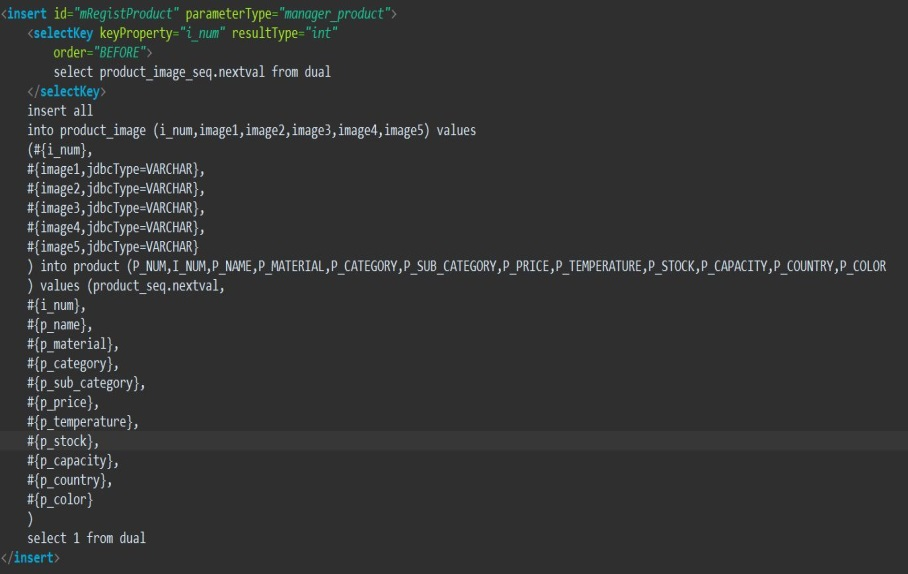 <insert id="mRegistProduct" parameterType="manager_product">
<selectKey keyProperty="i_num" resultType="int"
order="BEFORE">
select product_image_seq.nextval from dual
</selectKey>
insert all
into product_image (i_num,image1,image2,image3,image4,image5) values
(#{i_num},
#{image1,jdbcType=VARCHAR},
#{image2,jdbcType=VARCHAR},
#{image3,jdbcType=VARCHAR},
#{image4,jdbcType=VARCHAR},
#{image5,jdbcType=VARCHAR}
) into product (P_NUM,I_NUM,P_NAME,P_MATERIAL,P_CATEGORY,P_SUB_CATEGORY,P_PRICE,P_TEMPERATURE,P_STOCK,P_CAPACITY,P_COUNTRY,P_COLOR
) values (product_seq.nextval,
#{i_num},
#{p_name},
#{p_material},
#{p_category},
#{p_sub_category},
#{p_price},
#{p_temperature},
#{p_stock},
#{p_capacity},
#{p_country},
#{p_color}
)
select 1 from dual
</insert>